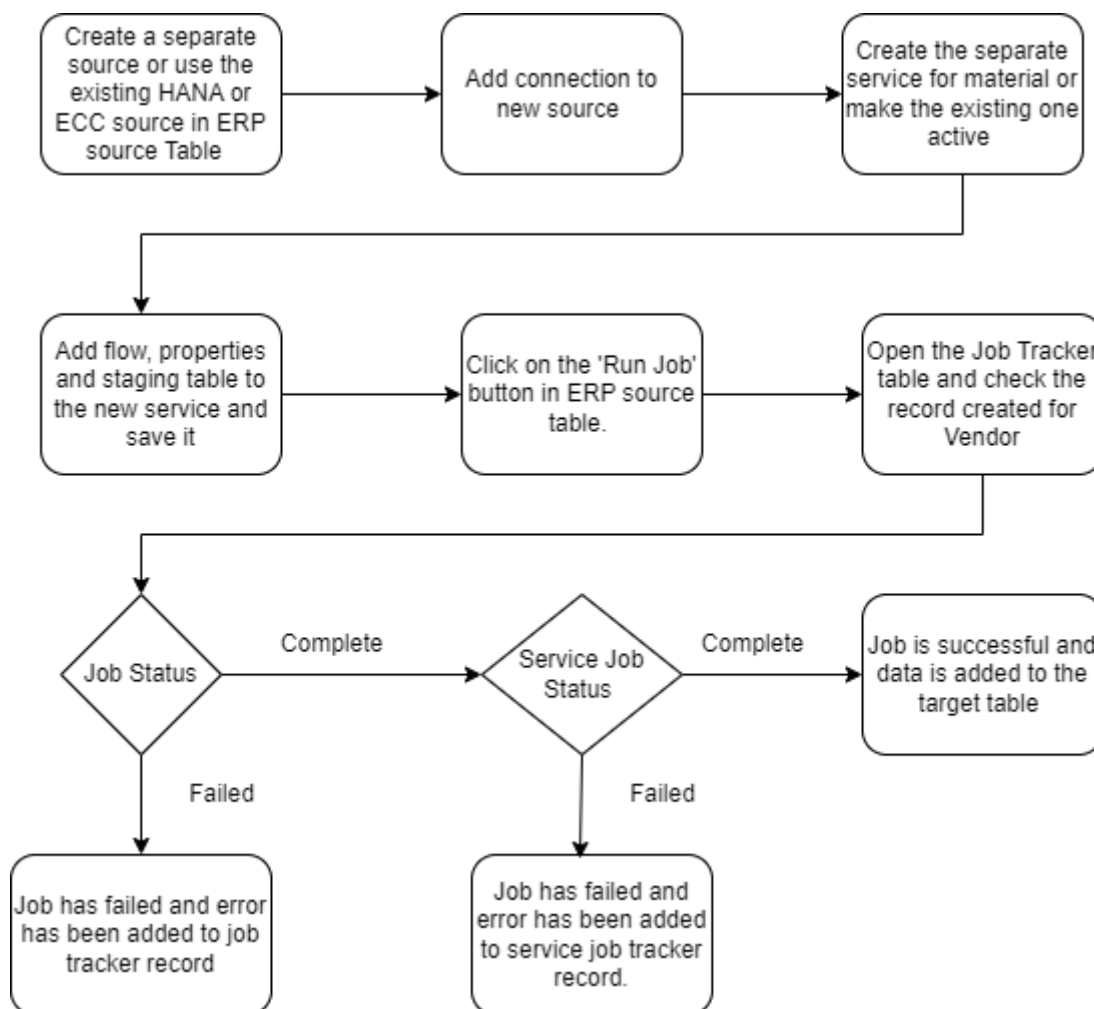 Create a separate
source or use the
existing HANA or
ECC source in ERP
source Table
Add connection to
new source
Create the separate
service for material or
make the existing one
active
Add flow, properties
and staging table to
the new service and
save it
Click on the 'Run Job'
button in ERP source
table.
Open the Job Tracker
table and check the
record created for
Vendor
Job Status
Complete
Service Job
Status
Complete
Job is successful and
data is added to the
target table
Failed
Failed
Job has failed and error
has been added to job
tracker record
Job has failed and
error has been added
to service job tracker
record.